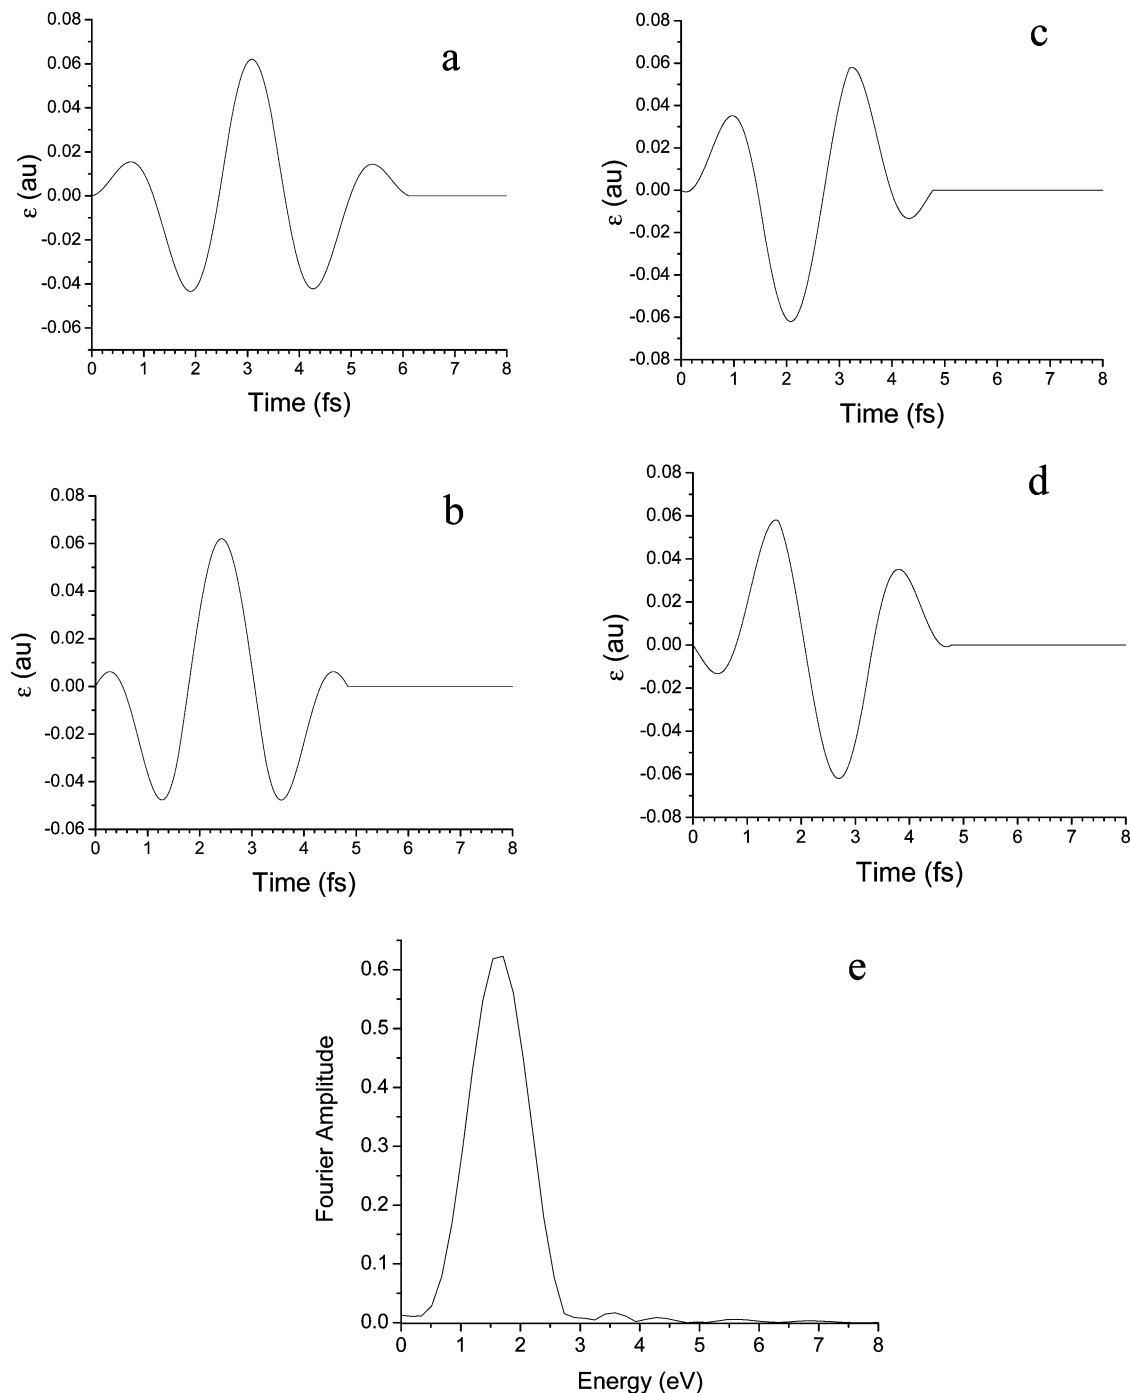 a
0.08
0.06
0.04
0.02
0.00
-0.02
-0.04
-0.06
ε (au)
0 1 2 3 4 5 6 7 8
Time (fs)
c
0.08
0.06
0.04
0.02
0.00
-0.02
-0.04
-0.06
-0.08
ε (au)
0 1 2 3 4 5 6 7 8
Time (fs)
b
0.08
0.06
0.04
0.02
0.00
-0.02
-0.04
-0.06
ε (au)
0 1 2 3 4 5 6 7 8
Time (fs)
d
0.08
0.06
0.04
0.02
0.00
-0.02
-0.04
-0.06
-0.08
ε (au)
0 1 2 3 4 5 6 7 8
Time (fs)
e
0.6
0.5
0.4
0.3
0.2
0.1
0.0
Fourier Amplitude
0 1 2 3 4 5 6 7 8
Energy (eV)